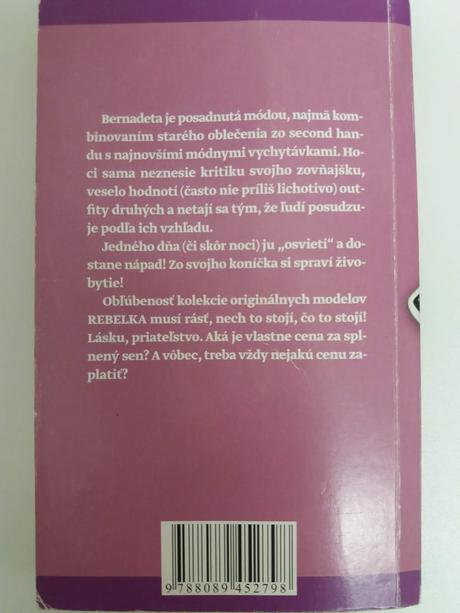 Bernadeta je posadnutá módou, najmä kom-
binovaním starého oblečenia zo second han-
du s najnovšími módnymi vychytávkami. Ho-
ci sama neznesie kritiku svojho zovňajšku,
veselo hodnotí (často nie príliš lichotivo) out-
fity druhých a netají sa tým, že ľudí posudzu-
je podľa ich vzhľadu.
Jedného dňa (či skôr noci) ju „osvieti“ a do-
stane nápad! Zo svojho koníčka si spraví živo-
bytie!
Obľúbenosť kolekcie originálnych modelov
REBELKA musí rásť, nech to stojí, čo to stojí!
Lásku, priateľstvo. Aká je vlastne cena za spl-
nený sen? A vôbec, treba vždy nejakú cenu za-
platiť?
9 788089 452798